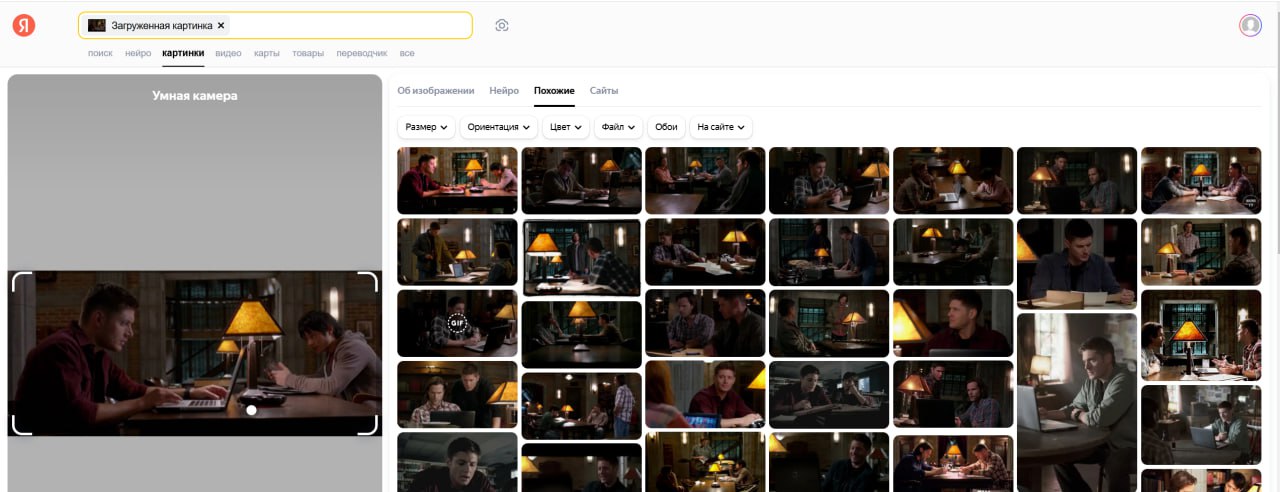 Я
Загруженная картинка ×
поиск нейро картинки видео карты товары переводчик все
Умная камера
Об изображении Нейро Похожие Сайты
Размер Ориентация Цвет Файл Обои На сайте
GIF